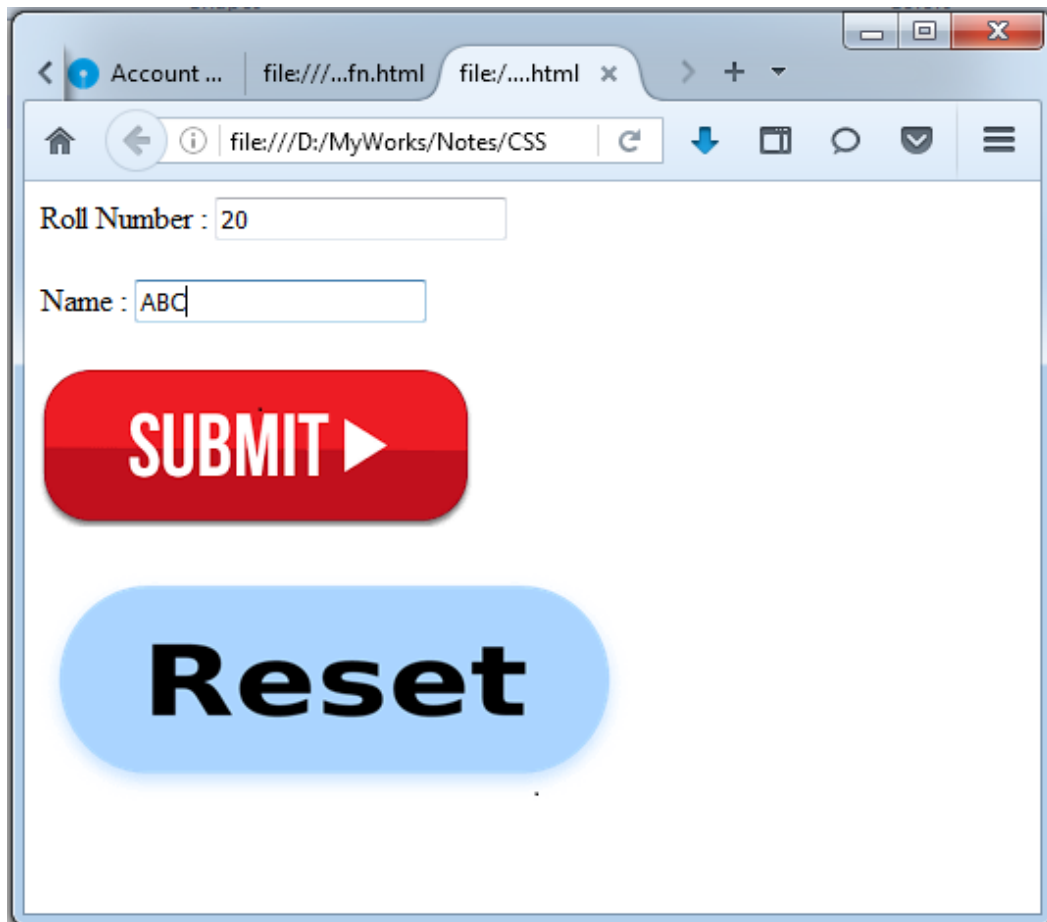 Account ... file:///...fn.html file:/....html
file:///D:/MyWorks/Notes/CSS
Roll Number : 20
Name : ABC
SUBMIT
Reset